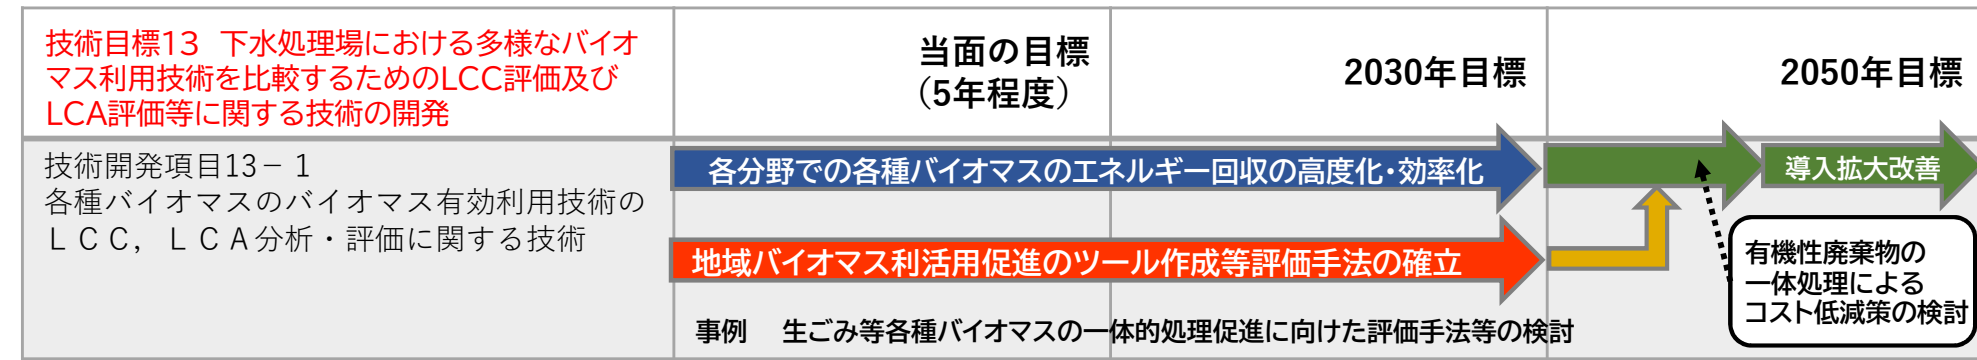 技術目標13　下水処理場における多様なバイオ
マス利用技術を比較するためのLCC評価及び
LCA評価等に関する技術の開発
当面の目標
（5年程度）
2030年目標
2050年目標
技術開発項目13－1
各種バイオマスのバイオマス有効利用技術の
ＬＣＣ，ＬＣＡ分析・評価に関する技術
各分野での各種バイオマスのエネルギー回収の高度化・効率化
導入拡大改善
地域バイオマス利活用促進のツール作成等評価手法の確立
有機性廃棄物の
一体処理による
コスト低減策の検討
事例　生ごみ等各種バイオマスの一体的処理促進に向けた評価手法等の検討